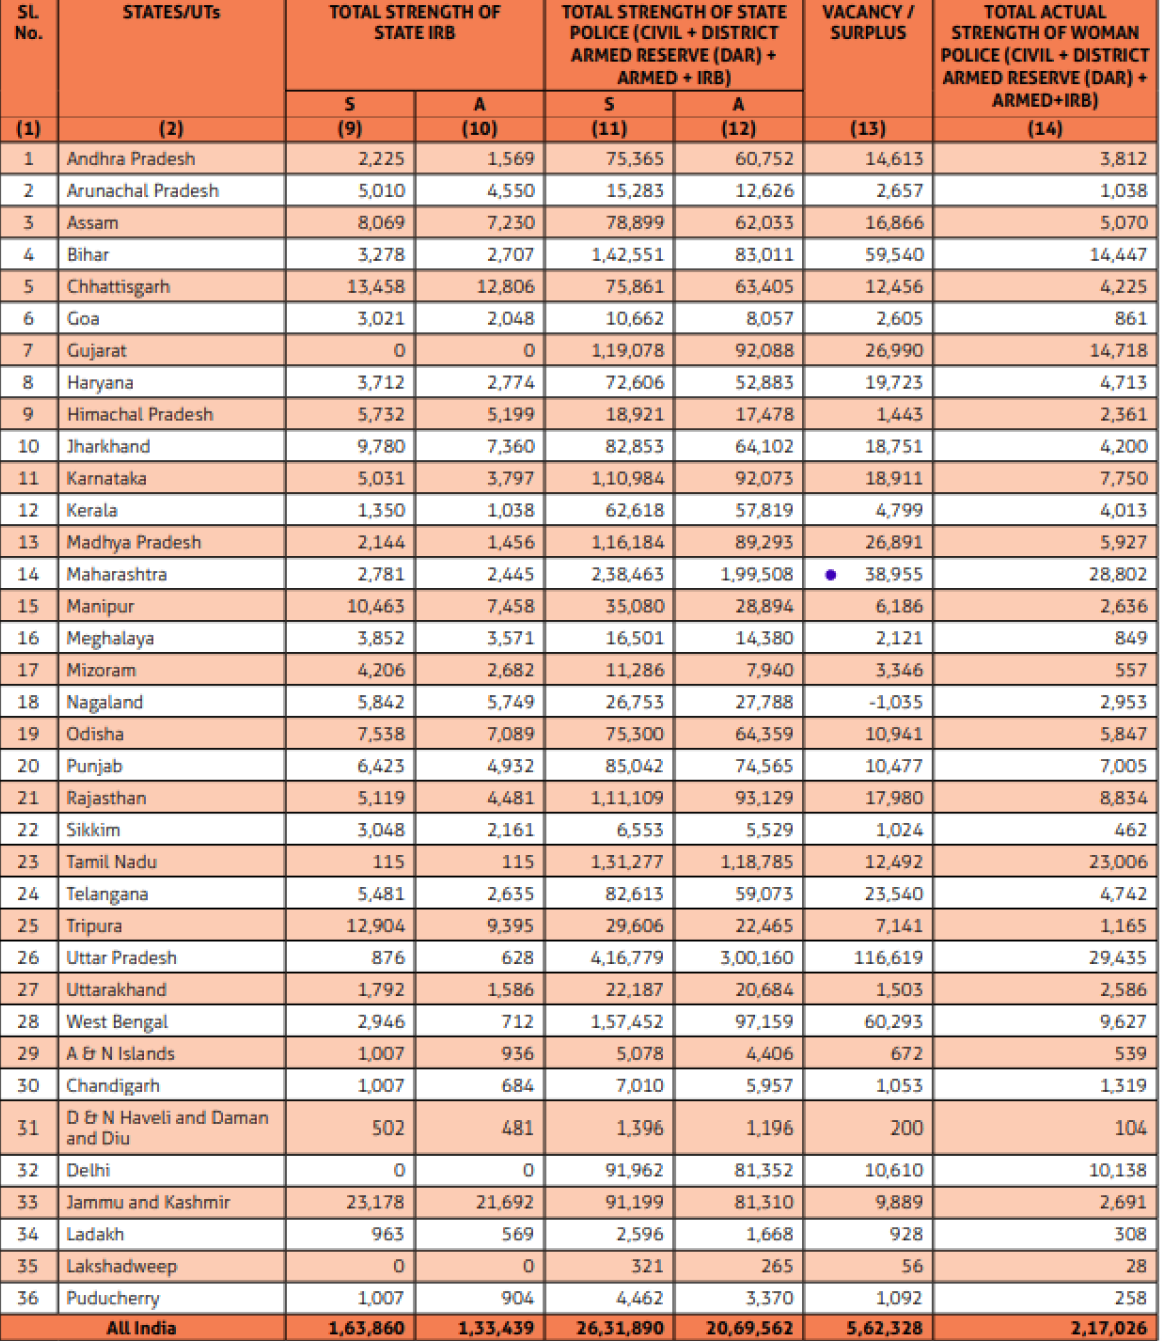 SL. No. STATES/UTs TOTAL STRENGTH OF STATE IRB TOTAL STRENGTH OF STATE POLICE (CIVIL + DISTRICT ARMED RESERVE (DAR) + ARMED + IRB) VACANCY / SURPLUS TOTAL ACTUAL STRENGTH OF WOMAN POLICE (CIVIL + DISTRICT ARMED RESERVE (DAR) + ARMED+IRB)
S A S A
(1) (2) (9) (10) (11) (12) (13) (14)
1 Andhra Pradesh 2,225 1,569 75,365 60,752 14,613 3,812
2 Arunachal Pradesh 5,010 4,550 15,283 12,626 2,657 1,038
3 Assam 8,069 7,230 78,899 62,033 16,866 5,070
4 Bihar 3,278 2,707 1,42,551 83,011 59,540 14,447
5 Chhattisgarh 13,458 12,806 75,861 63,405 12,456 4,225
6 Goa 3,021 2,048 10,662 8,057 2,605 861
7 Gujarat 0 0 1,19,078 92,088 26,990 14,718
8 Haryana 3,712 2,774 72,606 52,883 19,723 4,713
9 Himachal Pradesh 5,732 5,199 18,921 17,478 1,443 2,361
10 Jharkhand 9,780 7,360 82,853 64,102 18,751 4,200
11 Karnataka 5,031 3,797 1,10,984 92,073 18,911 7,750
12 Kerala 1,350 1,038 62,618 57,819 4,799 4,013
13 Madhya Pradesh 2,144 1,456 1,16,184 89,293 26,891 5,927
14 Maharashtra 2,781 2,445 2,38,463 1,99,508 38,955 28,802
15 Manipur 10,463 7,458 35,080 28,894 6,186 2,636
16 Meghalaya 3,852 3,571 16,501 14,380 2,121 849
17 Mizoram 4,206 2,682 11,286 7,940 3,346 557
18 Nagaland 5,842 5,749 26,753 27,788 -1,035 2,953
19 Odisha 7,538 7,089 75,300 64,359 10,941 5,847
20 Punjab 6,423 4,932 85,042 74,565 10,477 7,005
21 Rajasthan 5,119 4,481 1,11,109 93,129 17,980 8,834
22 Sikkim 3,048 2,161 6,553 5,529 1,024 462
23 Tamil Nadu 115 115 1,31,277 1,18,785 12,492 23,006
24 Telangana 5,481 2,635 82,613 59,073 23,540 4,742
25 Tripura 12,904 9,395 29,606 22,465 7,141 1,165
26 Uttar Pradesh 876 628 4,16,779 3,00,160 116,619 29,435
27 Uttarakhand 1,792 1,586 22,187 20,684 1,503 2,586
28 West Bengal 2,946 712 1,57,452 97,159 60,293 9,627
29 A & N Islands 1,007 936 5,078 4,406 672 539
30 Chandigarh 1,007 684 7,010 5,957 1,053 1,319
31 D & N Haveli and Daman and Diu 502 481 1,396 1,196 200 104
32 Delhi 0 0 91,962 81,352 10,610 10,138
33 Jammu and Kashmir 23,178 21,692 91,199 81,310 9,889 2,691
34 Ladakh 963 569 2,596 1,668 928 308
35 Lakshadweep 0 0 321 265 56 28
36 Puducherry 1,007 904 4,462 3,370 1,092 258
All India 1,63,860 1,33,439 26,31,890 20,69,562 5,62,328 2,17,026